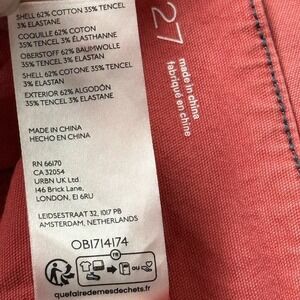 SHELL 62% COTTON 35% TENCEL
3% ELASTANE
COQUILLE 62% COTON
35% TENCEL 3% ÉLASTHANNE
OBERSTOFF 62% BAUMWOLLE
35% TENCEL 3% ELASTAN
SHELL 62% COTONE 35% TENCEL
3% ELASTANE
EXTERIOR 62% ALGODÓN
35% TENCEL 3% ELASTANO
MADE IN CHINA
HECHO EN CHINA
RN 66170
CA 32054
URBN UK Ltd.
146 Brick Lane,
LONDON, E1 6RU
LEIDSESTRAAT 32, 1017 PB
AMSTERDAM, NETHERLANDS
OB1714174
FR
OU
quefairedemesdechets.fr
27
made in china
fabriqué en chine